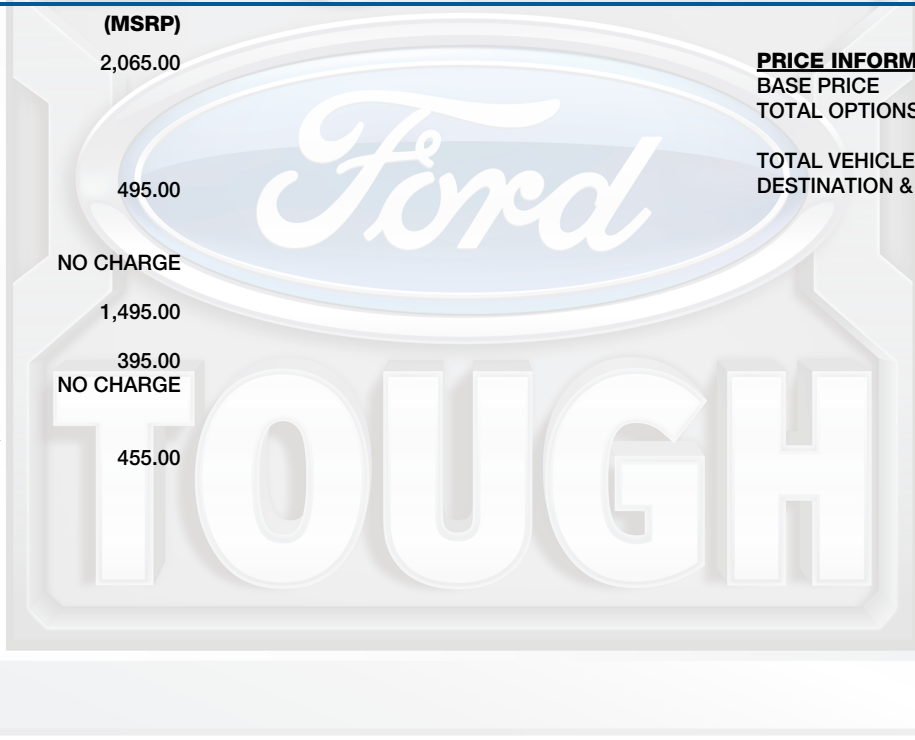 (MSRP)
2,065.00
495.00
NO CHARGE
1,495.00
395.00
NO CHARGE
455.00
PRICE INFORM
BASE PRICE
TOTAL OPTIONS
TOTAL VEHICLE
DESTINATION &
Ford
TOUGH